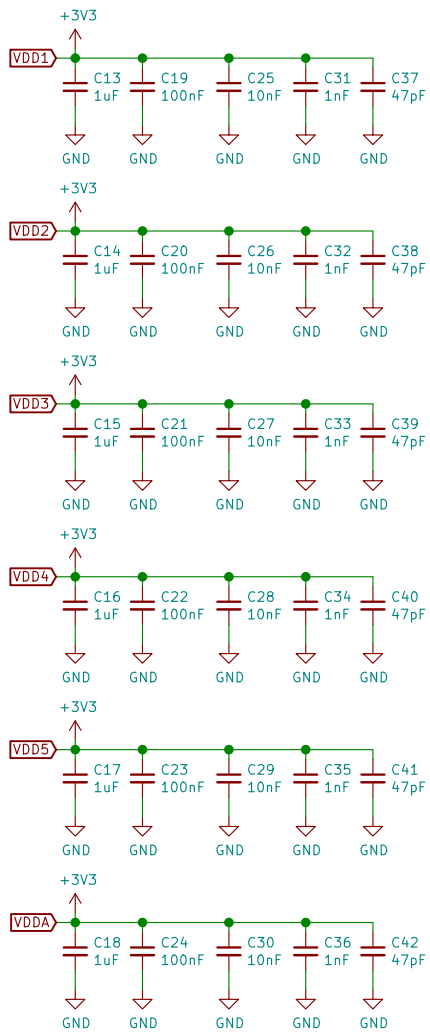 +3V3
VDD1
C13 C19 C25 C31 C37
1uF 100nF 10nF 1nF 47pF
GND GND GND GND GND
+3V3
VDD2
C14 C20 C26 C32 C38
1uF 100nF 10nF 1nF 47pF
GND GND GND GND GND
+3V3
VDD3
C15 C21 C27 C33 C39
1uF 100nF 10nF 1nF 47pF
GND GND GND GND GND
+3V3
VDD4
C16 C22 C28 C34 C40
1uF 100nF 10nF 1nF 47pF
GND GND GND GND GND
+3V3
VDD5
C17 C23 C29 C35 C41
1uF 100nF 10nF 1nF 47pF
GND GND GND GND GND
+3V3
VDDA
C18 C24 C30 C36 C42
1uF 100nF 10nF 1nF 47pF
GND GND GND GND GND